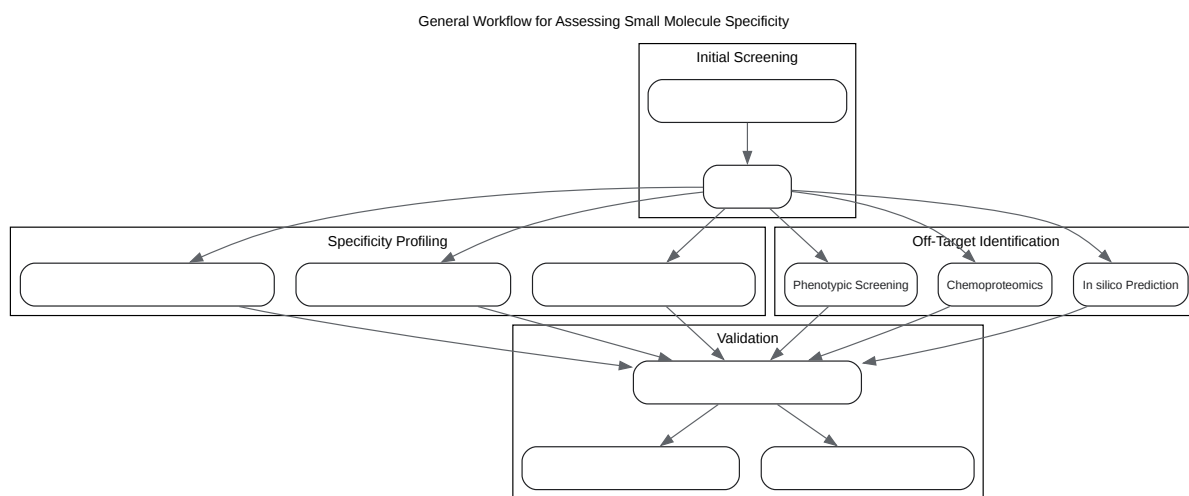 General Workflow for Assessing Small Molecule Specificity
Initial Screening
Specificity Profiling
Off-Target Identification
Phenotypic Screening
Chemoproteomics
In silico Prediction
Validation